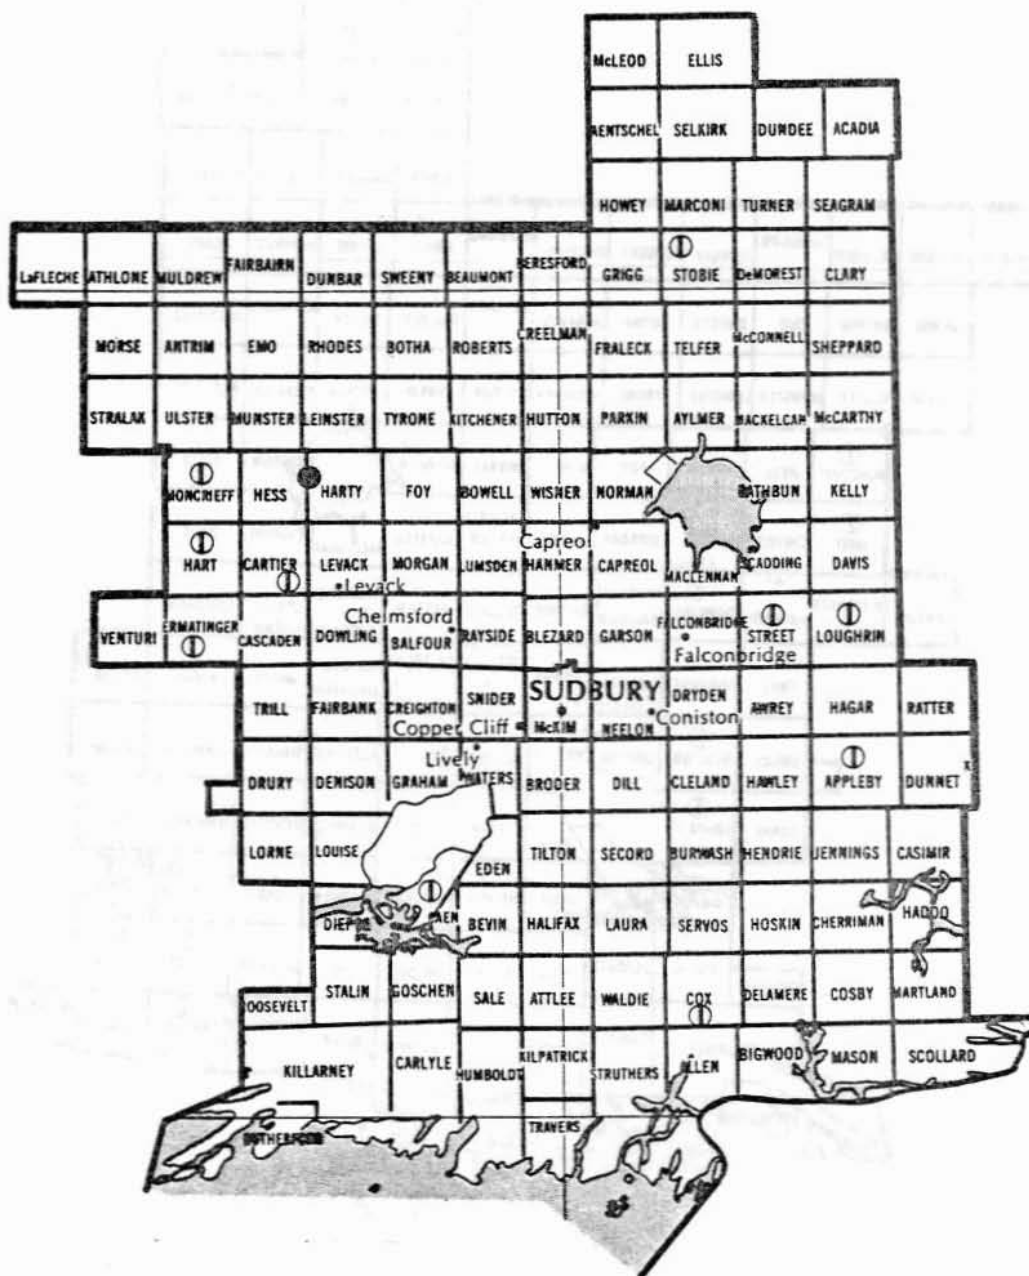 McLEOD ELLIS
AENTSCHEL SELKIRK DUNDEE ACADIA
HOWEY MARCONI TURNER SEAGRAM
LaFLECHE ATHLONE MULDREW FAIRBAIRN DUNBAR SWEENY BEAUMONT BERESFORD GRIGG STOBIE DeMOREST CLARY
MORSE ANTRIM EMO RHODES BOTHA ROBERTS CREELMAN FRALECK TELFER McCONNELL SHEPPARD
STRALAK ULSTER MUNSTER LEINSTER TYRONE KITCHENER HUTTON PARKIN AYLMER MACKELCAN McCARTHY
MONCRIEFF HESS HARTY FOY BOWELL WISNER NORMAN RATHBUN KELLY
Capreol
HART CARTIER LEVACK MORGAN LUMSDEN HANMER CAPREOL MACLENNAN SCADDING DAVIS
Levack
Chelmsford
VENTURI ERMATINGER CASCADEN DOWLING BALFOUR RAYSIDE BLEZARD GARSON FALCONBRIDGE STREET LOUGHRIN
Falconbridge
SUDBURY
TRILL FAIRBANK CREIGHTON SNIDER McKIM NEELON DRYDEN AWREY HAGAR RATTER
Copper Cliff Coniston
Lively
DRURY DENISON GRAHAM WATERS BRODER DILL CLELAND HAWLEY APPLEBY DUNNET
x
LORNE LOUISE EDEN TILTON SECORD BURWASH HENDRIE JENNINGS CASIMIR
CAEN BEVIN HALIFAX LAURA SERVOS HOSKIN CHERRIMAN HADDO
OOSEVELT STALIN GOSCHEN SALE ATTLEE WALDIE COX DELAMERE COSBY MARTLAND
KILLARNEY CARLYLE HUMBOLDT KILPATRICK STRUTHERS ALLEN BIGWOOD MASON SCOLLARD
TRAVERS